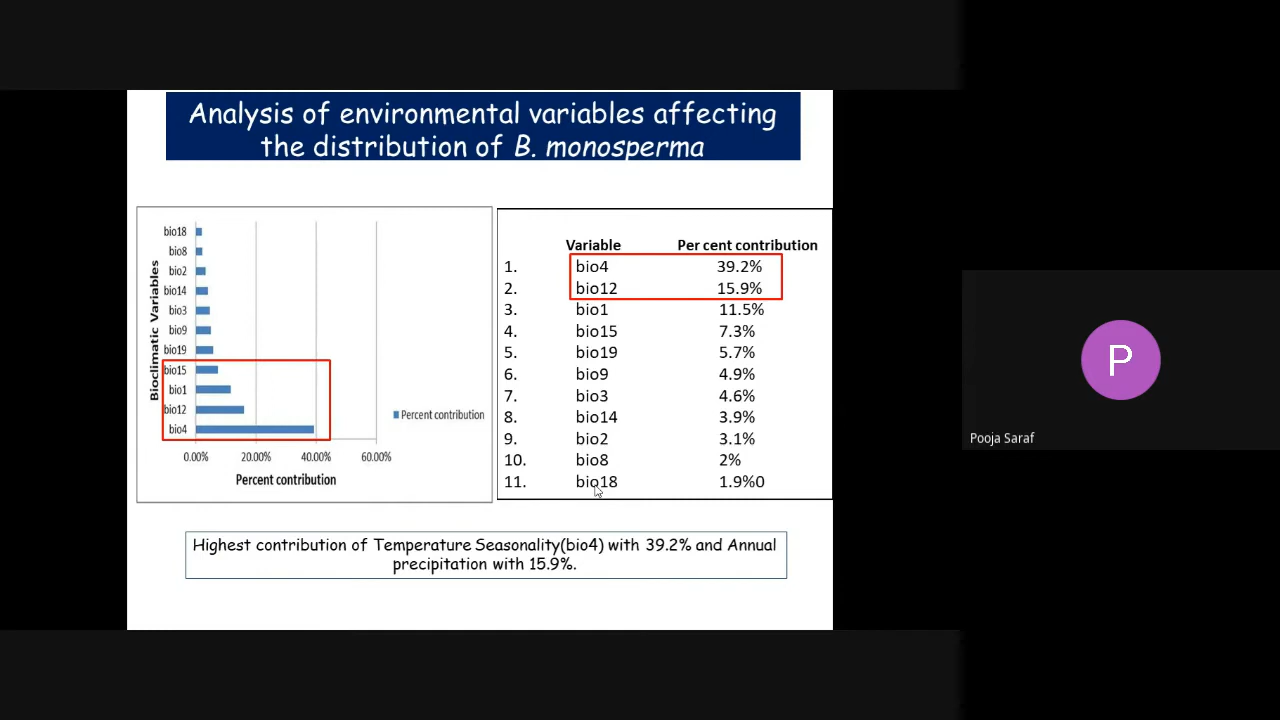 Analysis of environmental variables affecting
the distribution of B. monosperma
Bioclimatic Variables
bio18
bio8
bio2
bio14
bio3
bio9
bio19
bio15
bio1
bio12
bio4
0.00% 20.00% 40.00% 60.00%
Percent contribution
Percent contribution
Variable Per cent contribution
1. bio4 39.2%
2. bio12 15.9%
3. bio1 11.5%
4. bio15 7.3%
5. bio19 5.7%
6. bio9 4.9%
7. bio3 4.6%
8. bio14 3.9%
9. bio2 3.1%
10. bio8 2%
11. bio18 1.9%0
Highest contribution of Temperature Seasonality(bio4) with 39.2% and Annual
precipitation with 15.9%.
P
Pooja Saraf